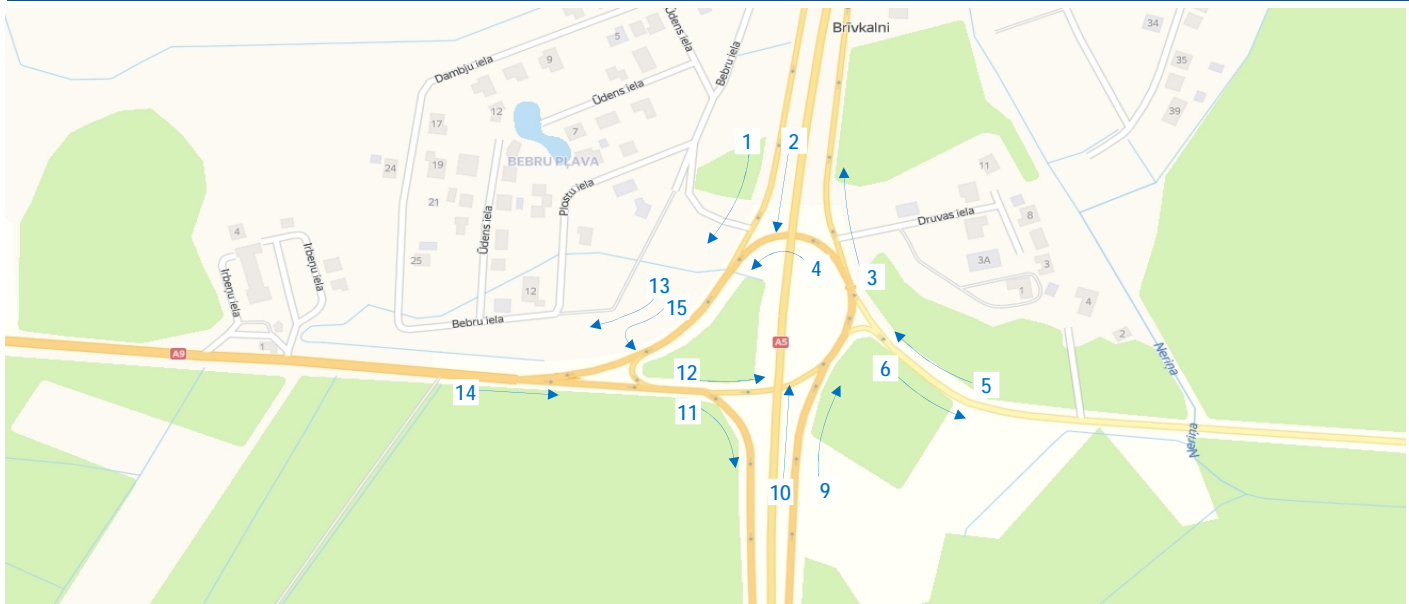 Brīvkalni
34
Ūdens iela
5
Bebru iela
Dambju iela
9
35
Ūdens iela
12
39
17
7
1
2
BEBRU PĻAVA
24
19
11
Plostu iela
21
Druvas iela
8
Ūdens iela
4
Irbeņu iela
Irbeņu iela
25
4
3A
3
3
13
12
1
4
15
Bebru iela
2
A5
1
A9
Neriņa
12
6
5
14
11
Neriņa
10
9